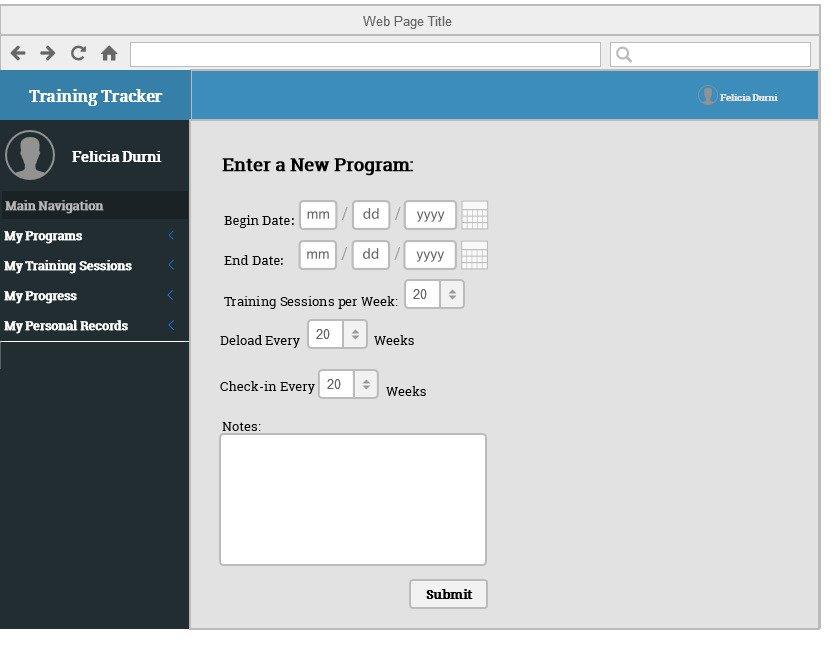 Web Page Title
Training Tracker
Felicia Durni
Felicia Durni
Main Navigation
My Programs
My Training Sessions
My Progress
My Personal Records
Enter a New Program:
Begin Date: mm / dd / yyyy
End Date: mm / dd / yyyy
Training Sessions per Week: 20
Deload Every 20 Weeks
Check-in Every 20 Weeks
Notes:
Submit